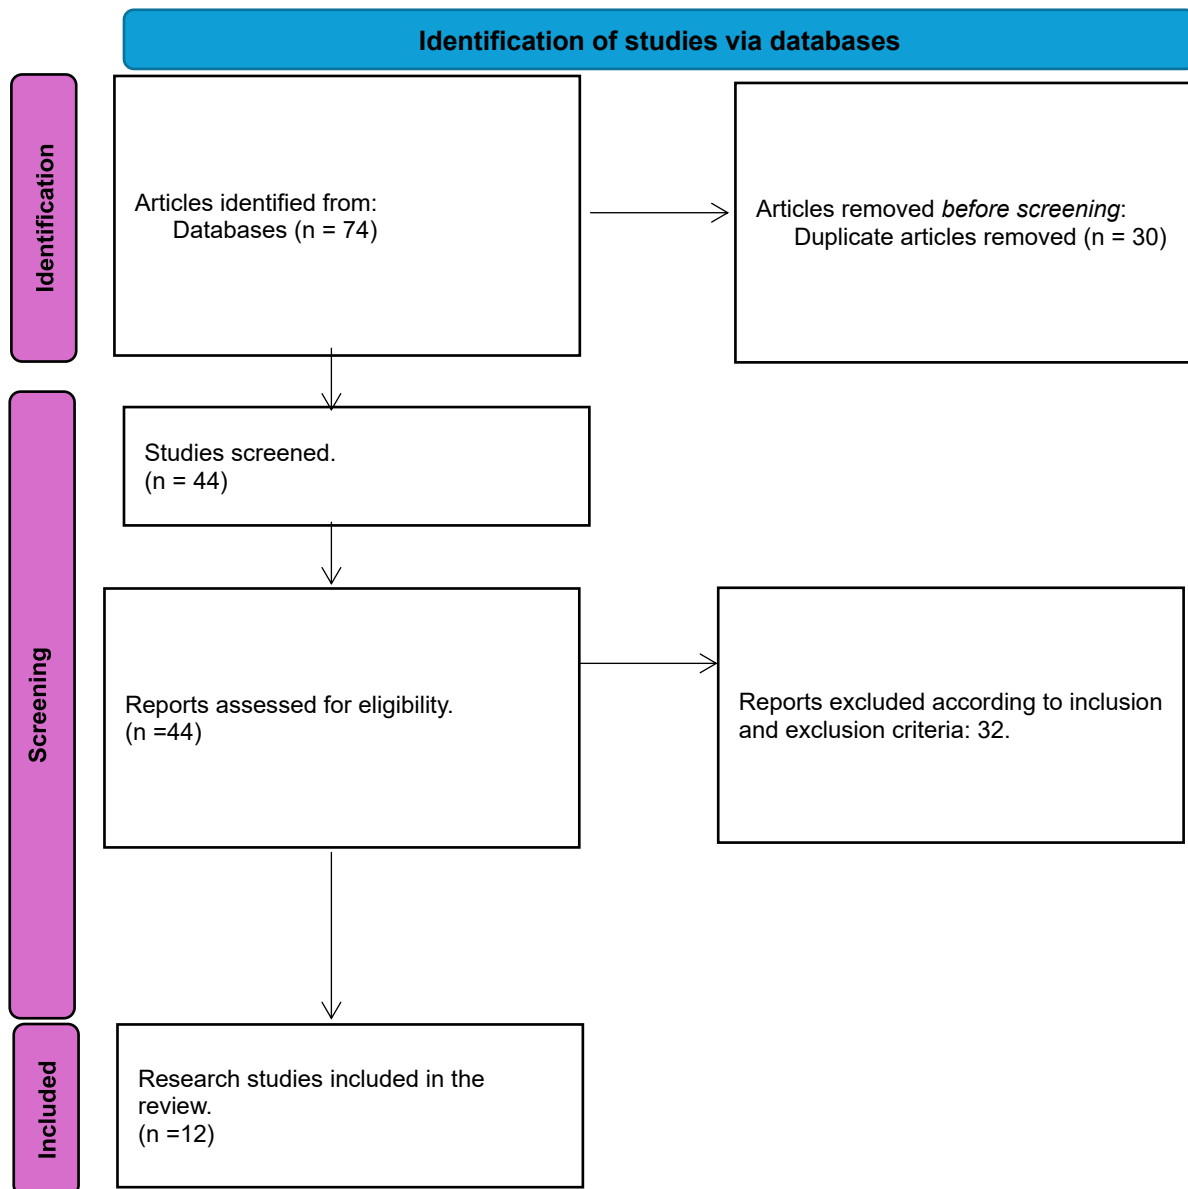 Identification of studies via databases
Identification
Articles identified from:
Databases (n = 74)
Articles removed before screening:
Duplicate articles removed (n = 30)
Screening
Studies screened.
(n = 44)
Reports assessed for eligibility.
(n =44)
Reports excluded according to inclusion
and exclusion criteria: 32.
Included
Research studies included in the
review.
(n =12)